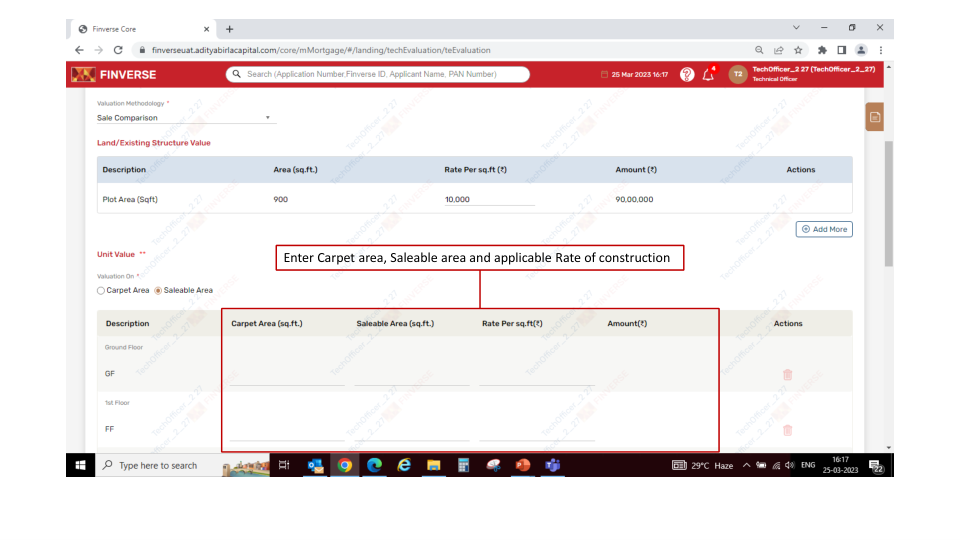 Finverse Core
finverseuat.adityabirlacapital.com/core/mMortgage/#/landing/techEvaluation/teEvaluation
FINVERSE
Search (Application Number,Finverse ID, Applicant Name, PAN Number)
25 Mar 2023 16:17
4
T2
TechOfficer_2 27 (TechOfficer_2_27)
Technical Officer
Valuation Methodology *
Sale Comparison
Land/Existing Structure Value
Description Area (sq.ft.) Rate Per sq.ft (₹) Amount (₹) Actions
Plot Area (Sqft) 900 10,000 90,00,000
Add More
Unit Value **
Enter Carpet area, Saleable area and applicable Rate of construction
Valuation On *
Carpet Area Saleable Area
Description Carpet Area (sq.ft.) Saleable Area (sq.ft.) Rate Per sq.ft(₹) Amount(₹) Actions
Ground Floor
GF
1st Floor
FF
Type here to search
29°C Haze
ENG
16:17
25-03-2023
22